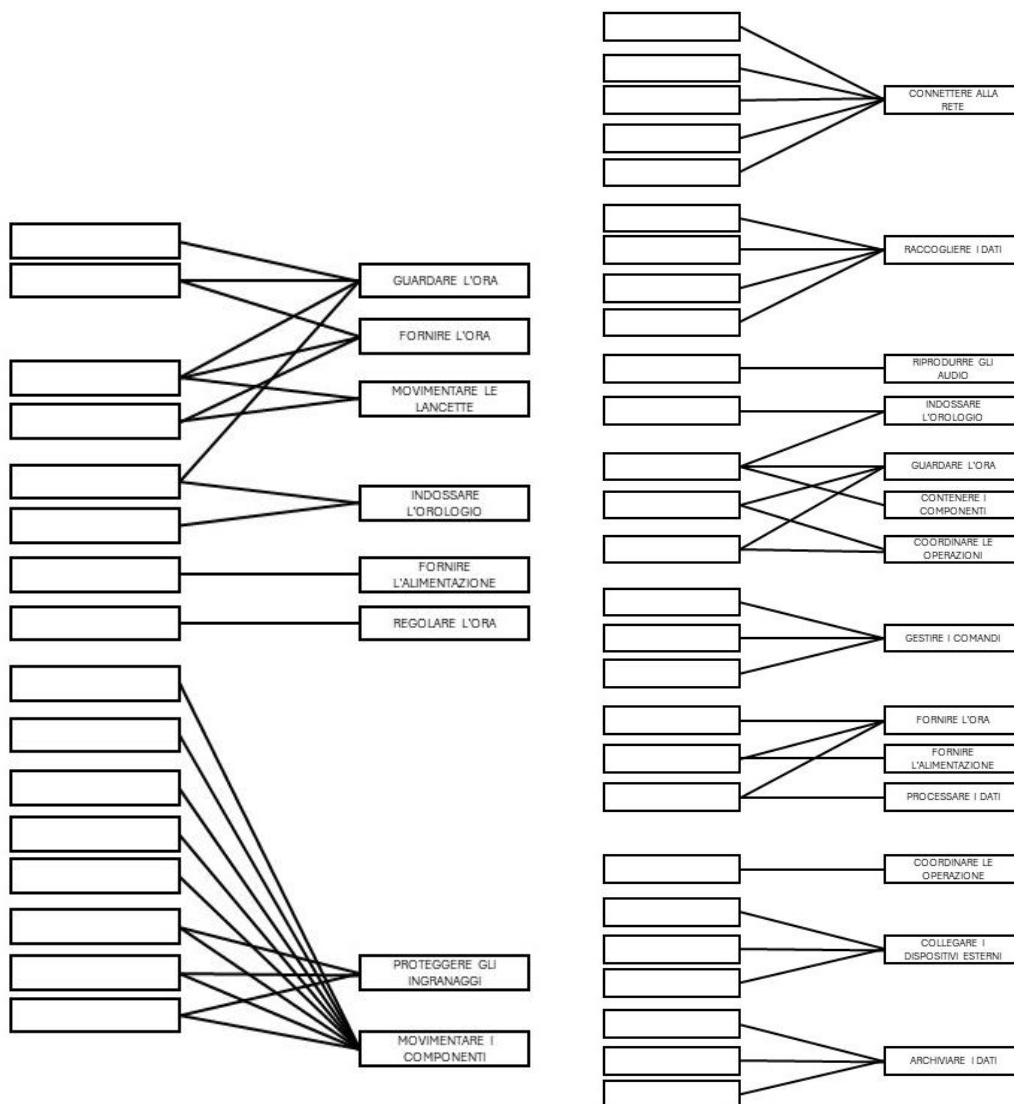 GUARDARE L'ORA
FORNIRE L'ORA
MOVIMENTARE LE
LANCETTE
INDOSSARE
L'OROLOGIO
FORNIRE
L'ALIMENTAZIONE
REGOLARE L'ORA
PROTEGGERE GLI
INGRANAGGI
MOVIMENTARE I
COMPONENTI
CONNETTERE ALLA
RETE
RACCOGLIERE I DATI
RIPRODURRE GLI
AUDIO
INDOSSARE
L'OROLOGIO
GUARDARE L'ORA
CONTENERE I
COMPONENTI
COORDINARE LE
OPERAZIONI
GESTIRE I COMANDI
FORNIRE L'ORA
FORNIRE
L'ALIMENTAZIONE
PROCESSARE I DATI
COORDINARE LE
OPERAZIONE
COLLEGARE I
DISPOSITIVI ESTERNI
ARCHIVIARE I DATI